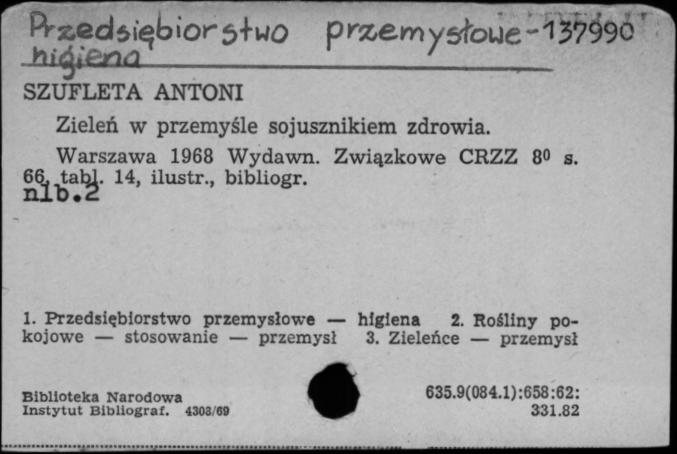 Przedsiębiorstwo przemysłowe - 137990
higiena
SZUFLETA ANTONI
Zieleń w przemyśle sojusznikiem zdrowia.
Warszawa 1968 Wydawn. Związkowe CRZZ 8⁰ s.
66, tabl. 14, ilustr., bibliogr.
nlb.2
1. Przedsiębiorstwo przemysłowe — higiena 2. Rośliny po-
kojowe — stosowanie — przemysł 3. Zieleńce — przemysł
Biblioteka Narodowa
Instytut Bibliograf. 4308/69
635.9(084.1):658:62:
331.82